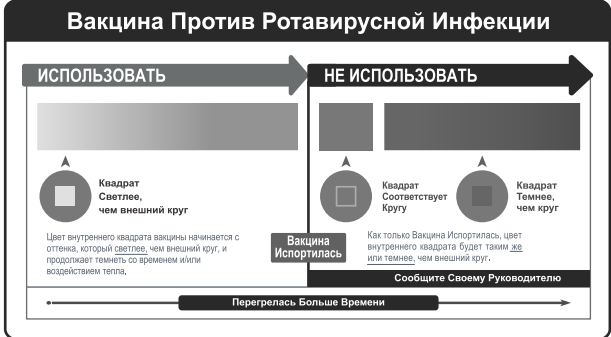 Вакцина Против Ротавирусной Инфекции
ИСПОЛЬЗОВАТЬ
НЕ ИСПОЛЬЗОВАТЬ
Квадрат
Светлее,
чем внешний круг
Квадрат
Соответствует
Кругу
Квадрат
Темнее,
чем круг
Цвет внутреннего квадрата вакцины начинается с
оттенка, который светлее, чем внешний круг, и
продолжает темнеть со временем и/или
воздействием тепла.
Вакцина
Испортилась
Как только Вакцина Испортилась, цвет
внутреннего квадрата будет таким же
или темнее, чем внешний круг.
Сообщите Своему Руководителю
Перегрелась Больше Времени